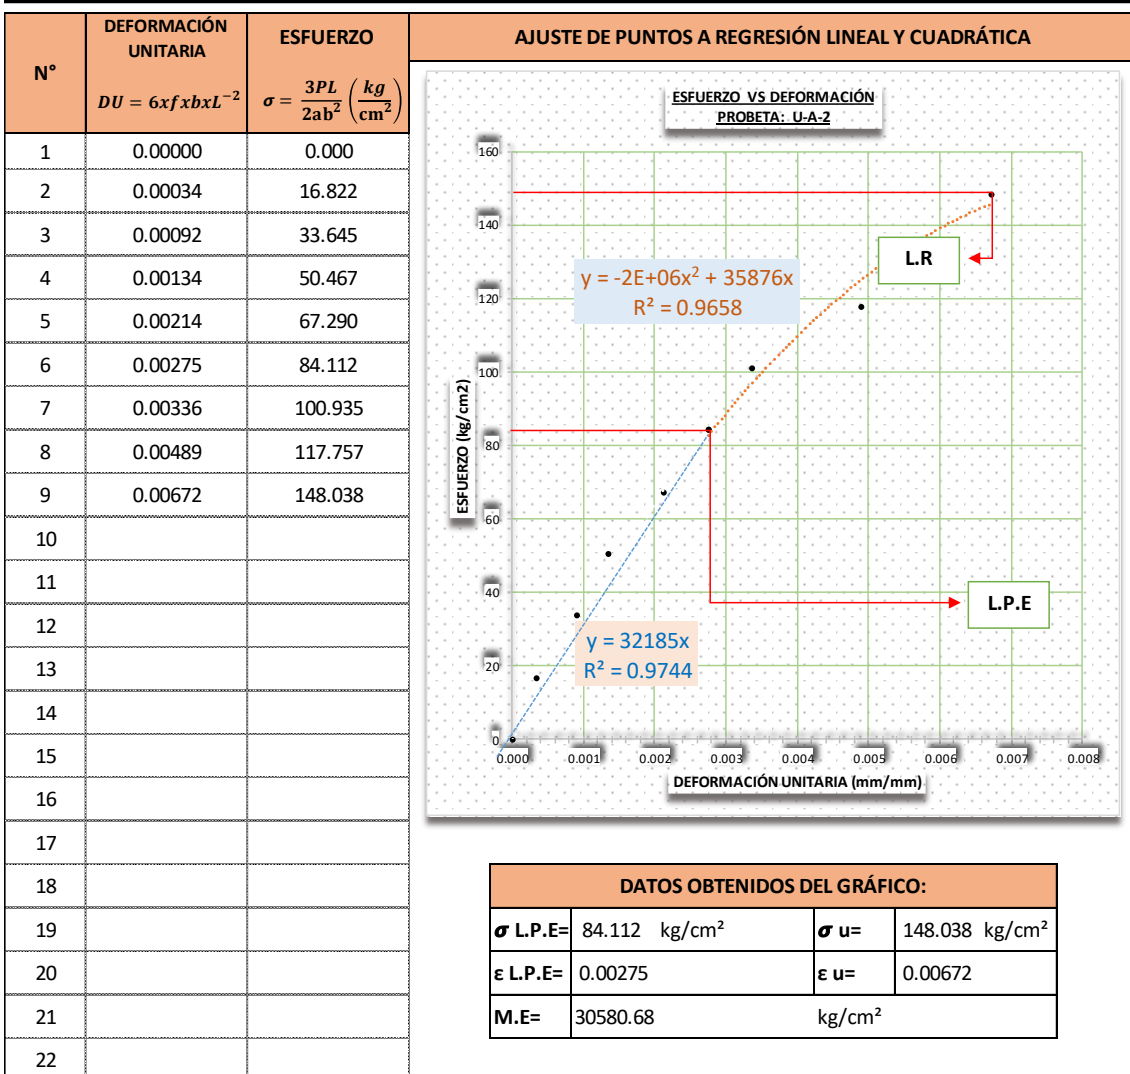 N°
DEFORMACIÓN
UNITARIA
DU = 6xfxbxL⁻²
ESFUERZO
σ = 3PL/2ab² (kg/cm²)
AJUSTE DE PUNTOS A REGRESIÓN LINEAL Y CUADRÁTICA
1 0.00000 0.000
2 0.00034 16.822
3 0.00092 33.645
4 0.00134 50.467
5 0.00214 67.290
6 0.00275 84.112
7 0.00336 100.935
8 0.00489 117.757
9 0.00672 148.038
10
11
12
13
14
15
16
17
18
19
20
21
22
ESFUERZO VS DEFORMACIÓN
PROBETA: U-A-2
160
140
120
100
80
60
40
20
0
ESFUERZO (kg/cm2)
y = -2E+06x² + 35876x
R² = 0.9658
L.R
L.P.E
y = 32185x
R² = 0.9744
0.000 0.001 0.002 0.003 0.004 0.005 0.006 0.007 0.008
DEFORMACIÓN UNITARIA (mm/mm)
DATOS OBTENIDOS DEL GRÁFICO:
σ L.P.E= 84.112 kg/cm² σ u= 148.038 kg/cm²
ε L.P.E= 0.00275 ε u= 0.00672
M.E= 30580.68 kg/cm²